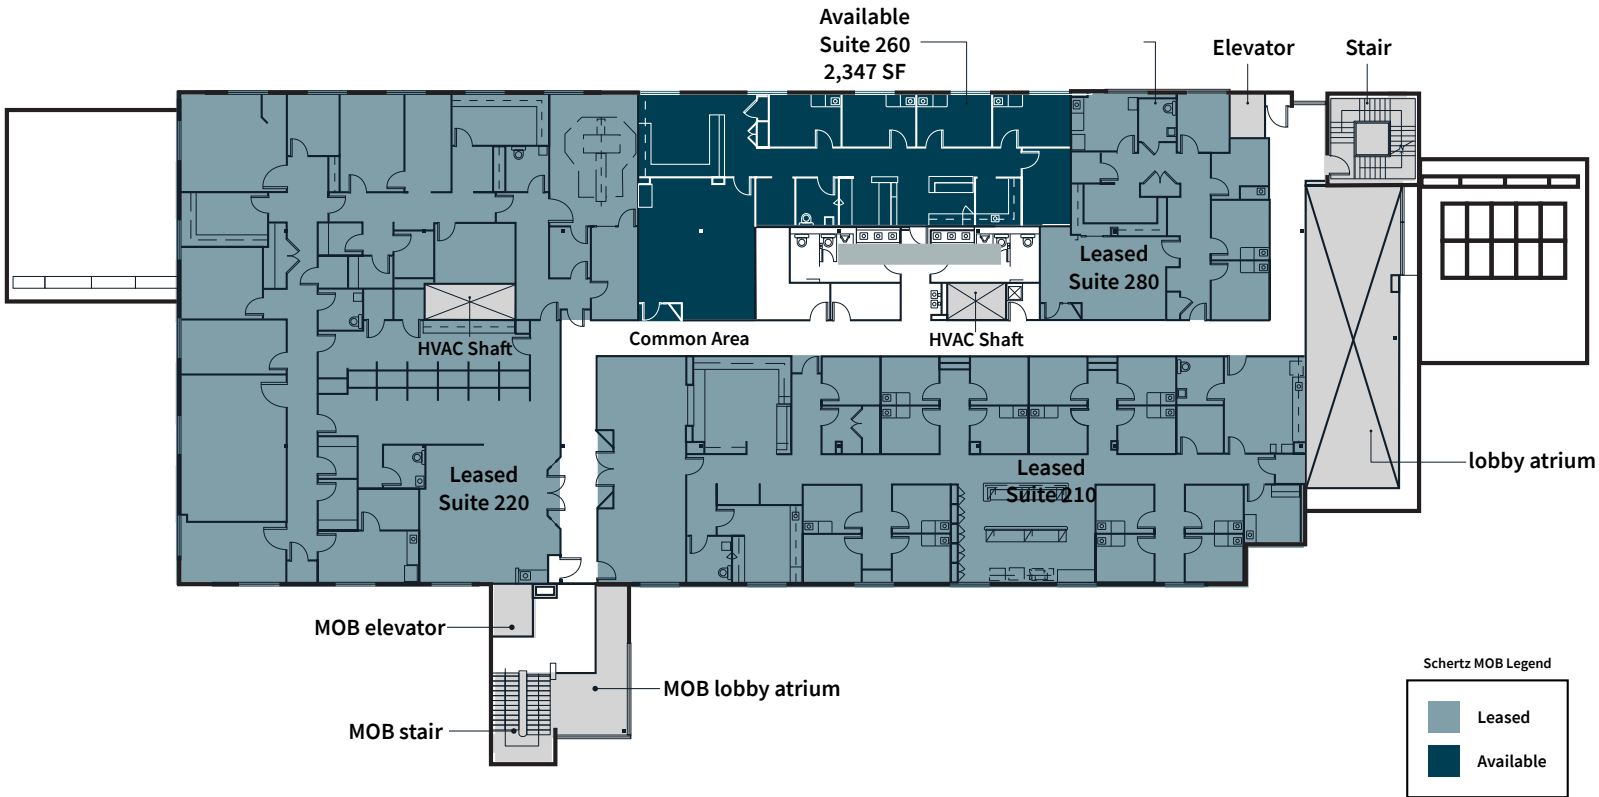 Available
Suite 260
2,347 SF
Elevator
Stair
Leased
Suite 280
Common Area
HVAC Shaft
HVAC Shaft
Leased
Suite 220
Leased
Suite 210
lobby atrium
MOB elevator
MOB lobby atrium
MOB stair
Schertz MOB Legend
Leased
Available